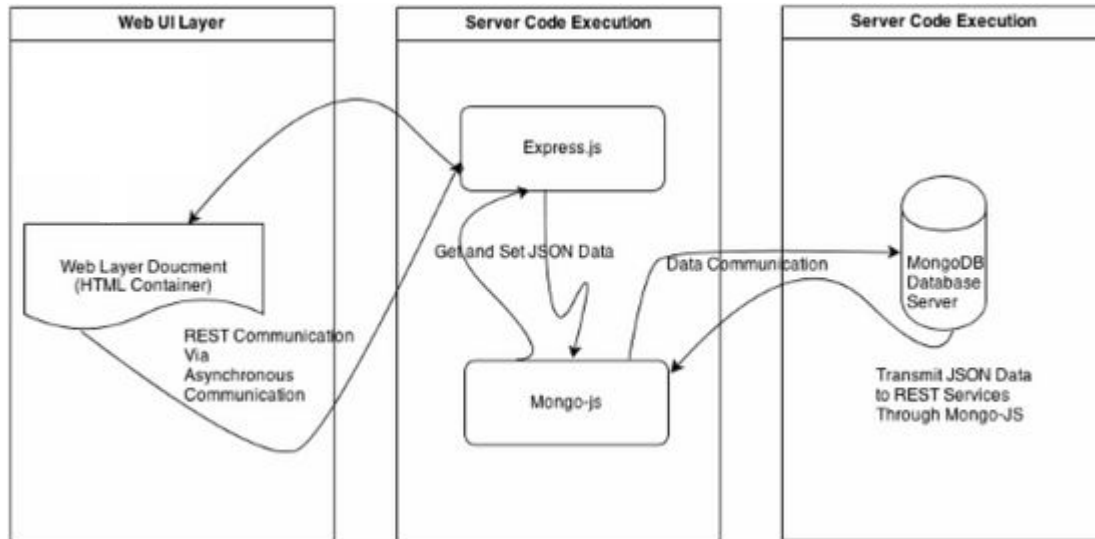 Web UI Layer
Server Code Execution
Server Code Execution
Express.js
Get and Set JSON Data
Web Layer Doucment
(HTML Container)
Data Communication
MongoDB
Database
Server
REST Communication
Via
Asynchronous
Communication
Mongo-js
Transmit JSON Data
to REST Services
Through Mongo-JS